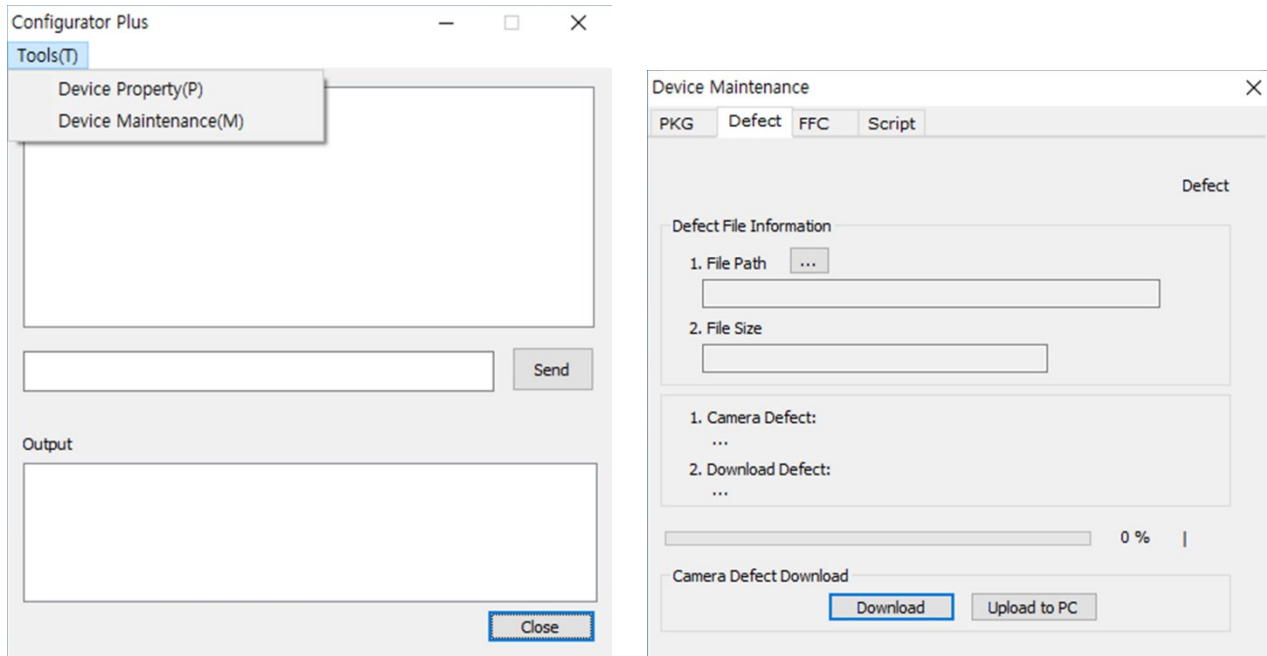 Configurator Plus
Tools(T)
Device Property(P)
Device Maintenance(M)
Send
Output
Close
Device Maintenance
PKG Defect FFC Script
Defect
Defect File Information
1. File Path ...
2. File Size
1. Camera Defect:
...
2. Download Defect:
...
0 % |
Camera Defect Download
Download Upload to PC